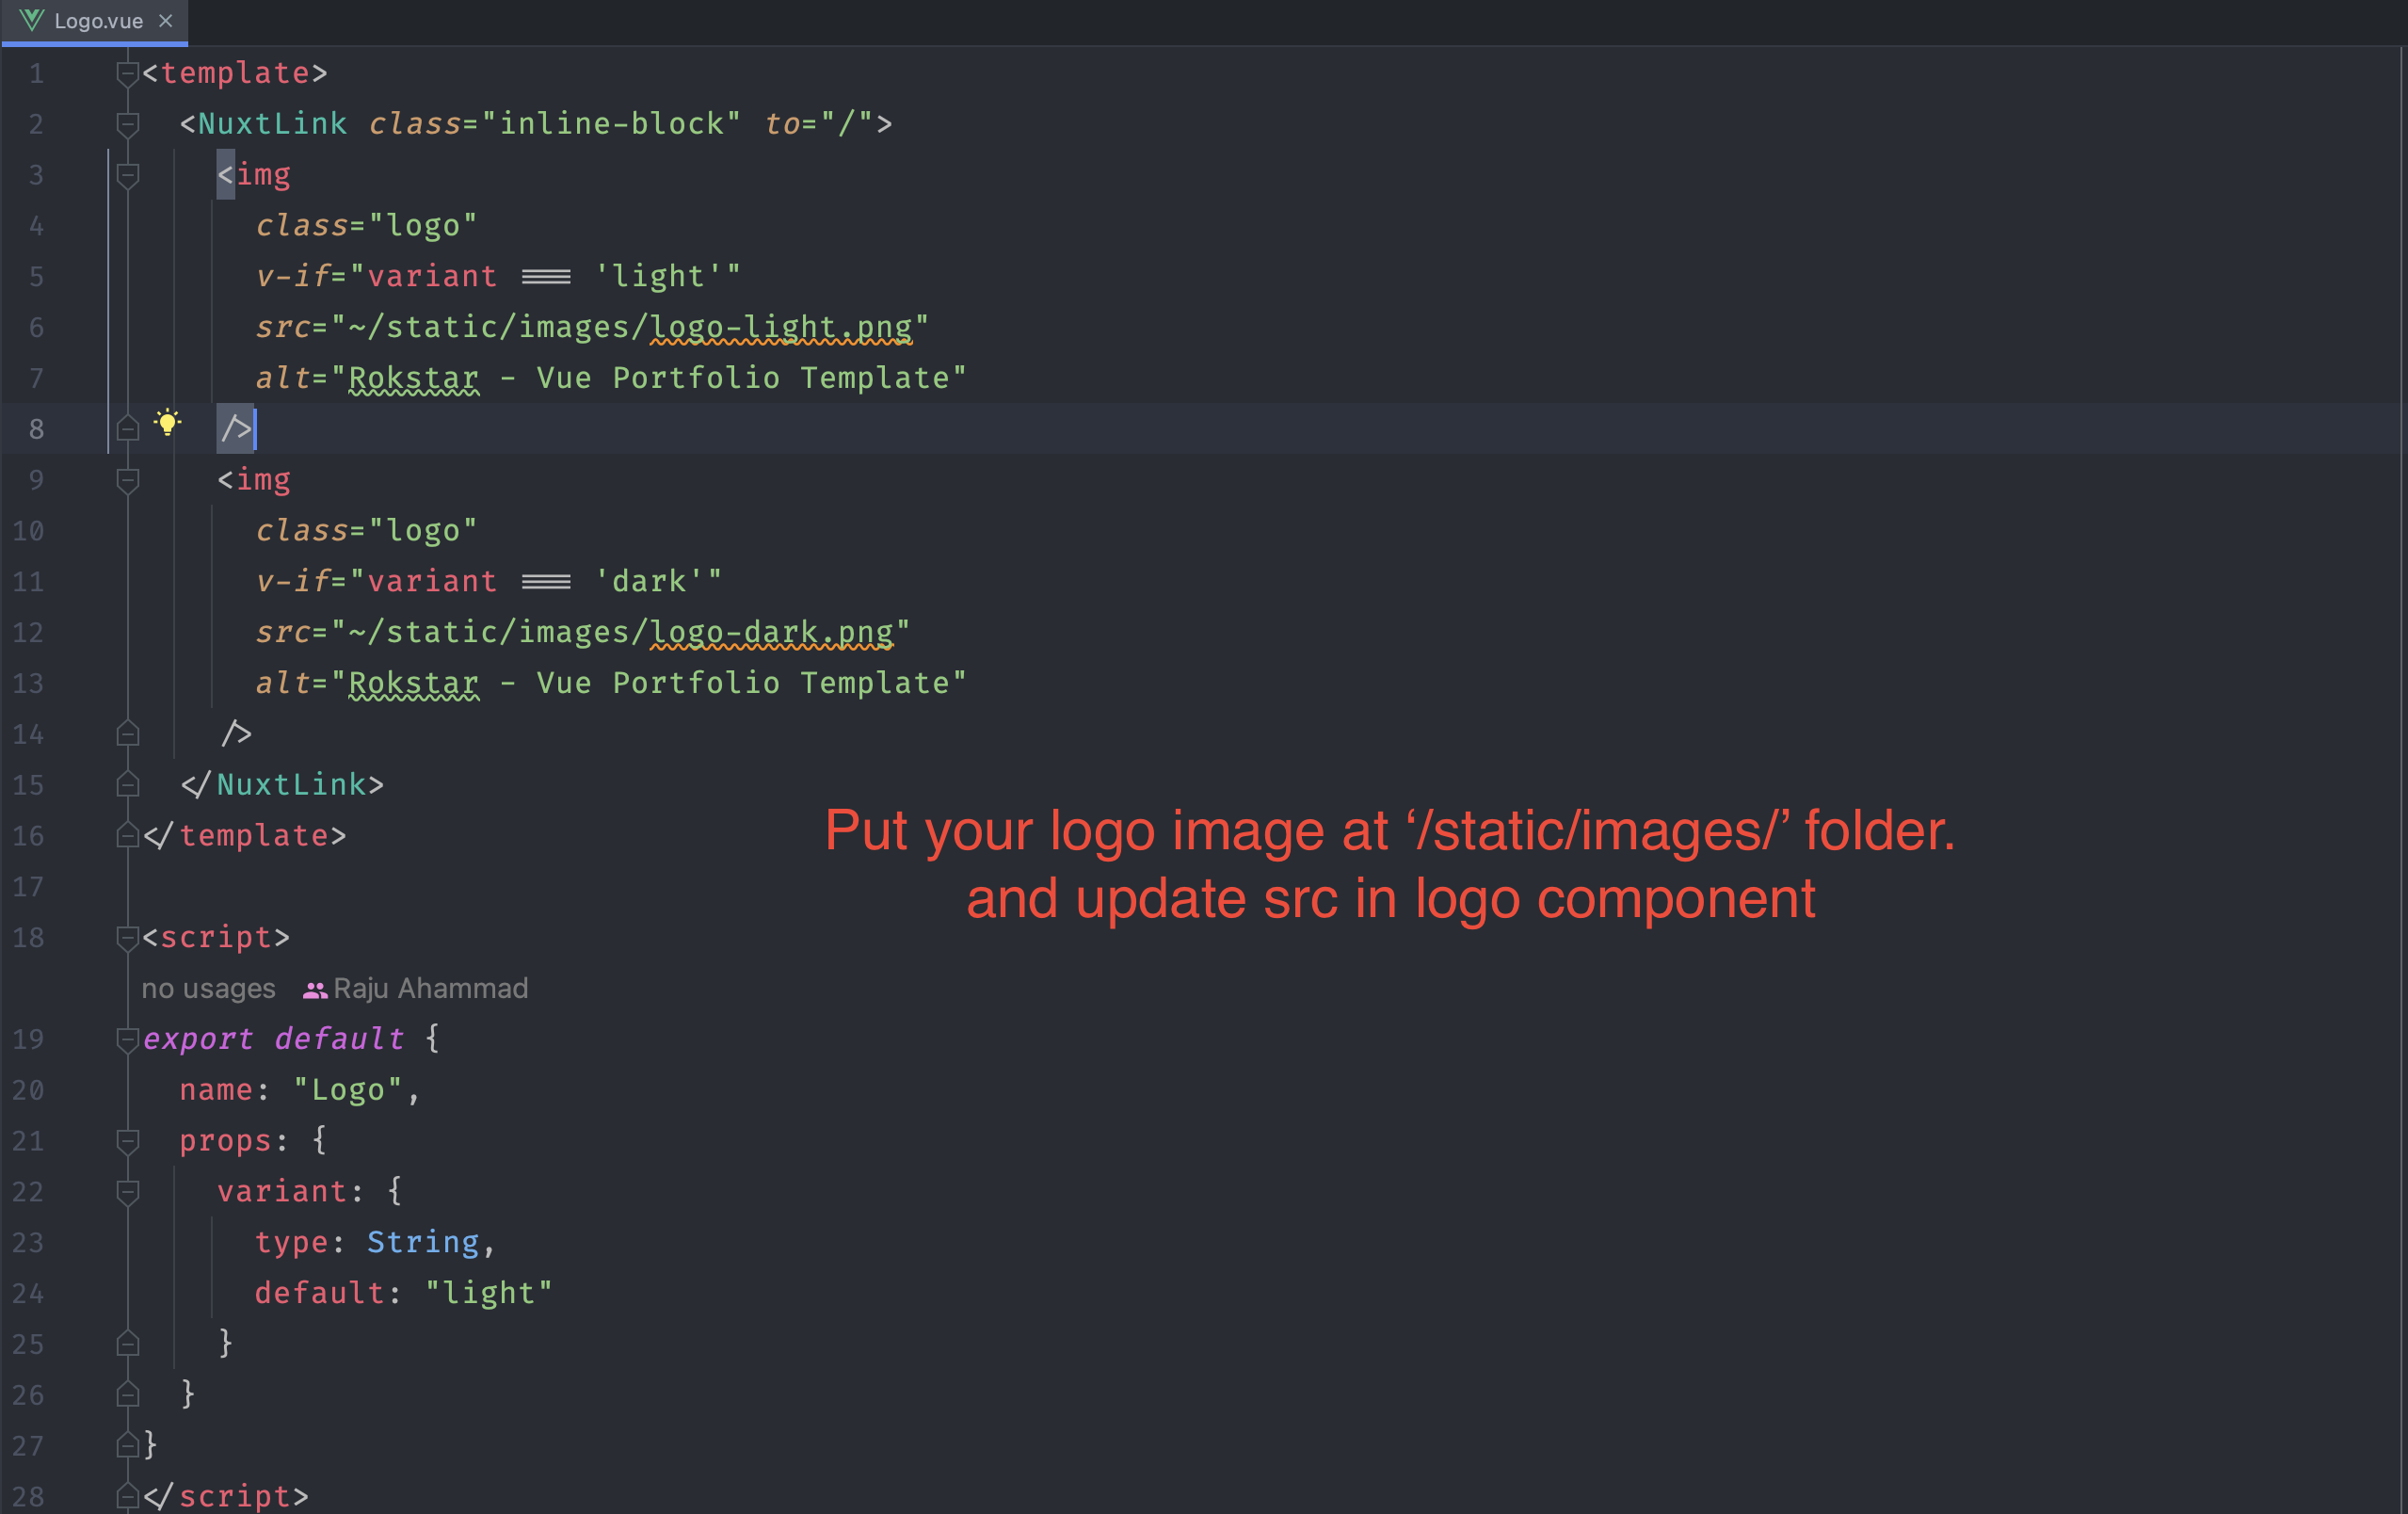 Logo.vue
1 <template>
2 <NuxtLink class="inline-block" to="/">
3 <img
4 class="logo"
5 v-if="variant === 'light'"
6 src="~/static/images/logo-light.png"
7 alt="Rokstar - Vue Portfolio Template"
8 />
9 <img
10 class="logo"
11 v-if="variant === 'dark'"
12 src="~/static/images/logo-dark.png"
13 alt="Rokstar - Vue Portfolio Template"
14 />
15 </NuxtLink>
16 </template>
Put your logo image at ‘/static/images/’ folder.
17
and update src in logo component
18 <script>
no usages Raju Ahammad
19 export default {
20 name: "Logo",
21 props: {
22 variant: {
23 type: String,
24 default: "light"
25 }
26 }
27 }
28 </script>